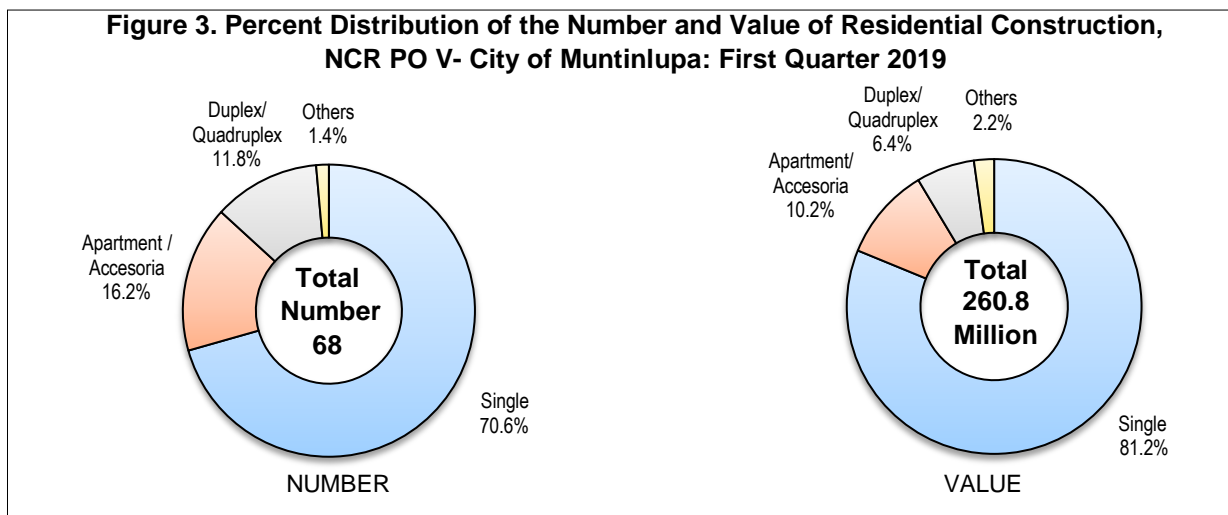 Figure 3. Percent Distribution of the Number and Value of Residential Construction,
NCR PO V- City of Muntinlupa: First Quarter 2019
Duplex/
Quadruplex
11.8%
Others
1.4%
Apartment /
Accesoria
16.2%
Total
Number
68
Single
70.6%
NUMBER
Duplex/
Quadruplex
6.4%
Others
2.2%
Apartment/
Accesoria
10.2%
Total
260.8
Million
Single
81.2%
VALUE